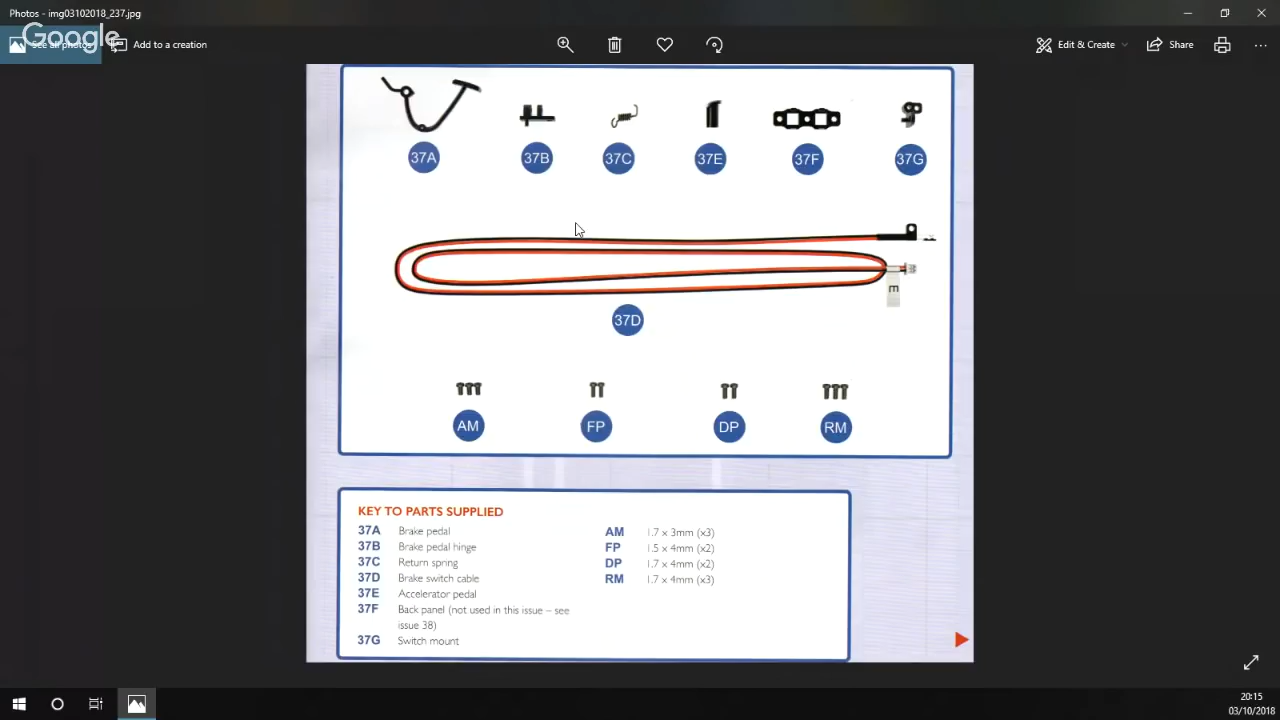 Photos - img03102018_237.jpg
See all photos
Google
Add to a creation
Edit & Create
Share
37A 37B 37C 37E 37F 37G
E
37D
AM FP DP RM
KEY TO PARTS SUPPLIED
37A Brake pedal
37B Brake pedal hinge
37C Return spring
37D Brake switch cable
37E Accelerator pedal
37F Back panel (not used in this issue – see
issue 38)
37G Switch mount
AM 1.7 x 3mm (x3)
FP 1.5 x 4mm (x2)
DP 1.7 x 4mm (x2)
RM 1.7 x 4mm (x3)
20:15
03/10/2018